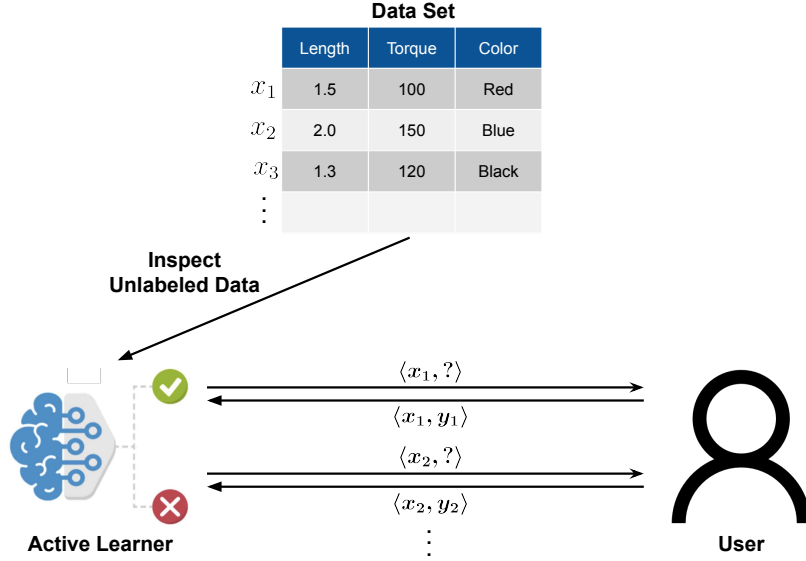 Data Set
Length Torque Color
x₁ 1.5 100 Red
x₂ 2.0 150 Blue
x₃ 1.3 120 Black
⋮
Inspect
Unlabeled Data
⟨x₁, ?⟩
⟨x₁, y₁⟩
⟨x₂, ?⟩
⟨x₂, y₂⟩
⋮
Active Learner User